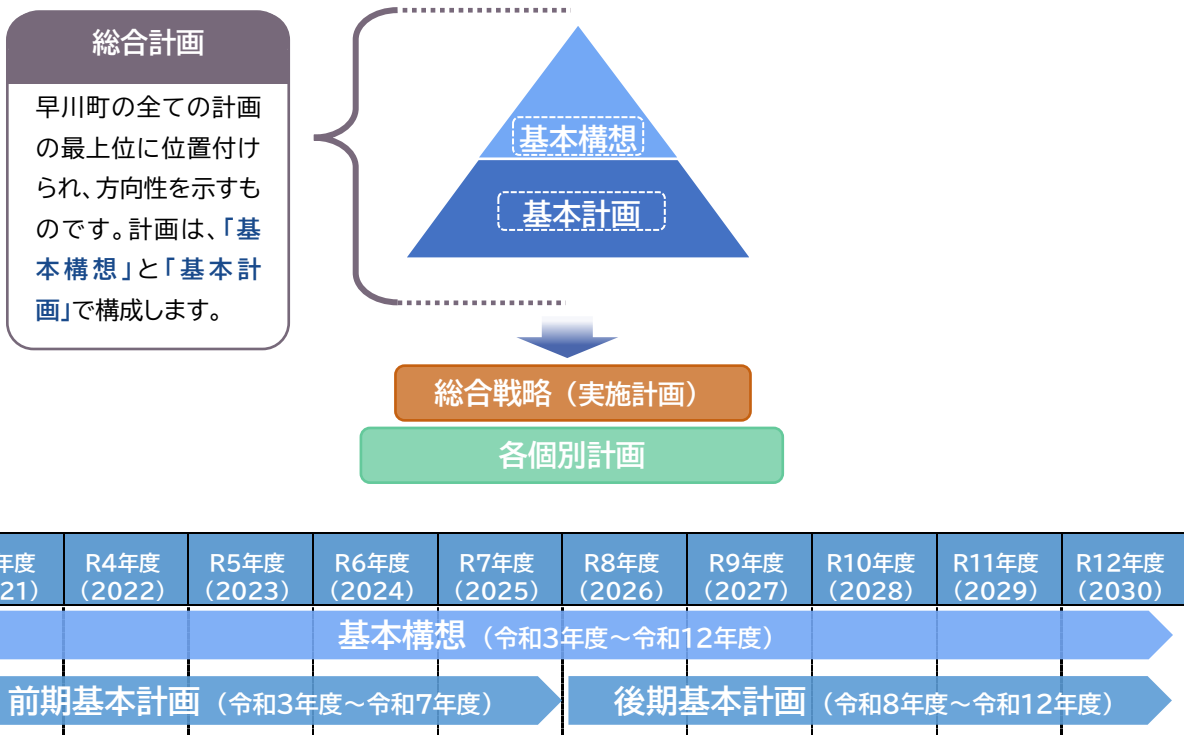 総合計画
早川町の全ての計画
の最上位に位置付け
られ、方向性を示すも
のです。計画は、「基
本構想」と「基本計
画」で構成します。
基本構想
基本計画
総合戦略（実施計画）
各個別計画
年度
21）
R4年度
（2022）
R5年度
（2023）
R6年度
（2024）
R7年度
（2025）
R8年度
（2026）
R9年度
（2027）
R10年度
（2028）
R11年度
（2029）
R12年度
（2030）
基本構想（令和3年度～令和12年度）
前期基本計画（令和3年度～令和7年度）
後期基本計画（令和8年度～令和12年度）